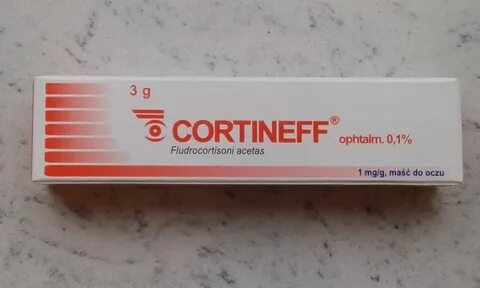 3 g
CORTINEFF® ophtalm. 0,1%
Fludrocortisoni acetas
1 mg/g, maść do oczu